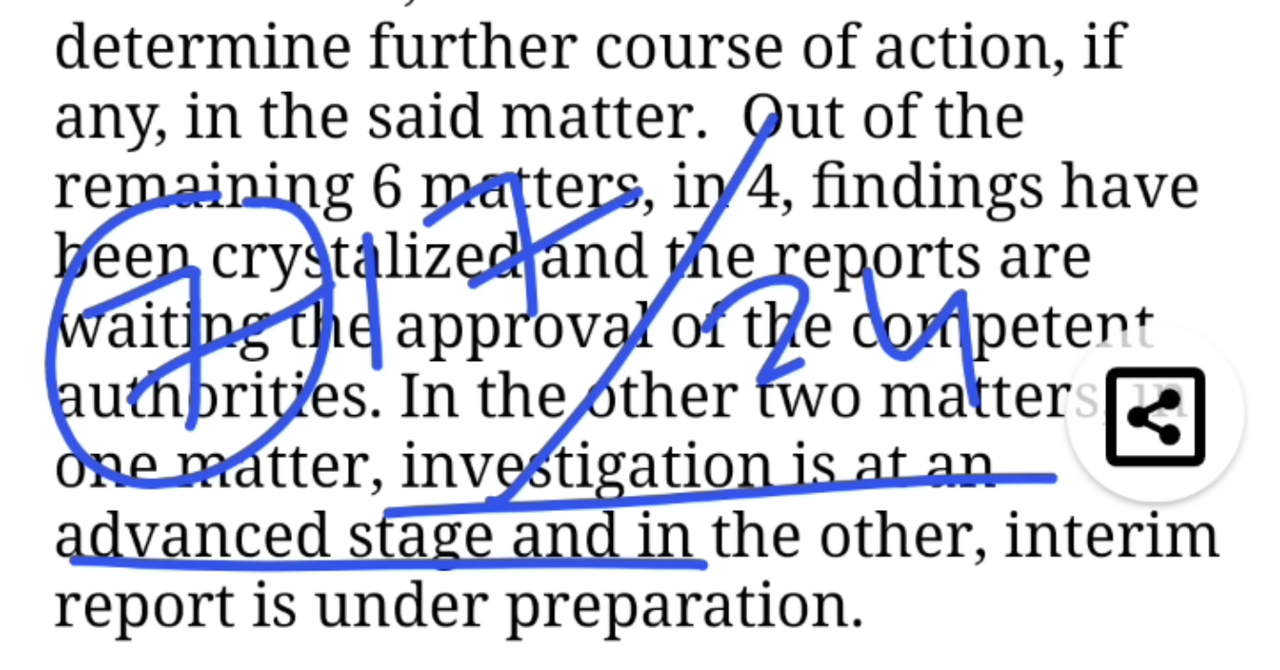 determine further course of action, if
any, in the said matter. Out of the
remaining 6 matters, in 4, findings have
been crystalized and the reports are
waiting the approval of the competent
authorities. In the other two matters, in
one matter, investigation is at an
advanced stage and in the other, interim
report is under preparation.
7
17/24